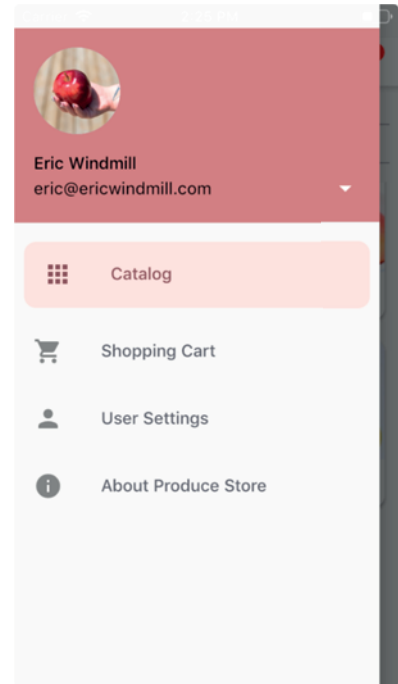 Eric Windmill
eric@ericwindmill.com
Catalog
Shopping Cart
User Settings
About Produce Store